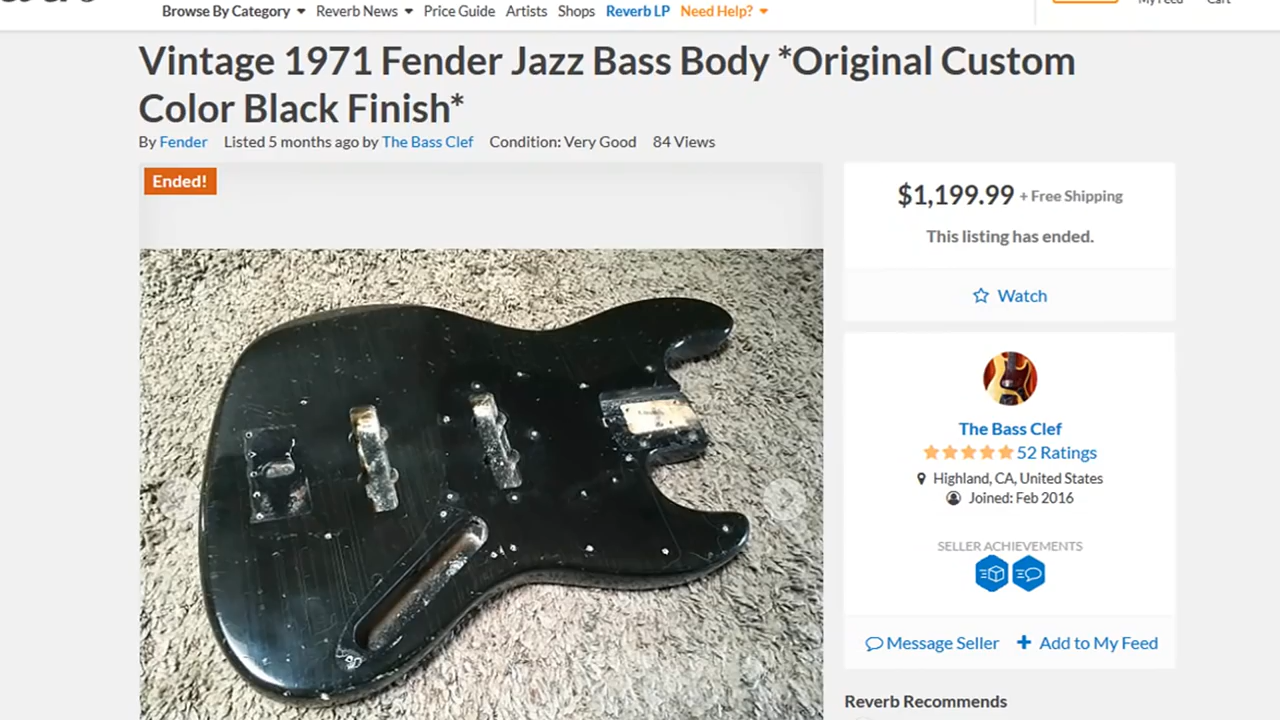 Browse By Category Reverb News Price Guide Artists Shops Reverb LP Need Help?
Vintage 1971 Fender Jazz Bass Body *Original Custom
Color Black Finish*
By Fender Listed 5 months ago by The Bass Clef Condition: Very Good 84 Views
Ended!
$1,199.99 + Free Shipping
This listing has ended.
Watch
The Bass Clef
52 Ratings
Highland, CA, United States
Joined: Feb 2016
SELLER ACHIEVEMENTS
Message Seller + Add to My Feed
Reverb Recommends